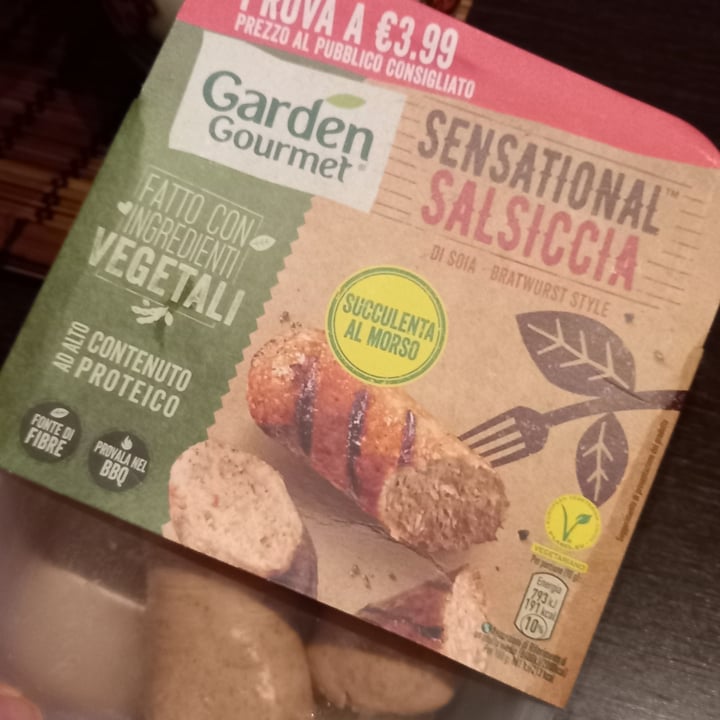 PROVA A €3.99
PREZZO AL PUBBLICO CONSIGLIATO
Garden
Gourmet®
SENSATIONAL™
SALSICCIA
DI SOIA - BRATWURST STYLE
FATTO CON
INGREDIENTI
VEGETALI
SUCCULENTA
AL MORSO
AD ALTO
CONTENUTO
PROTEICO
FONTE DI
FIBRE
PROVALA NEL
BBQ
VEGETARIANO
Energia
793 kJ
191 kcal
10%